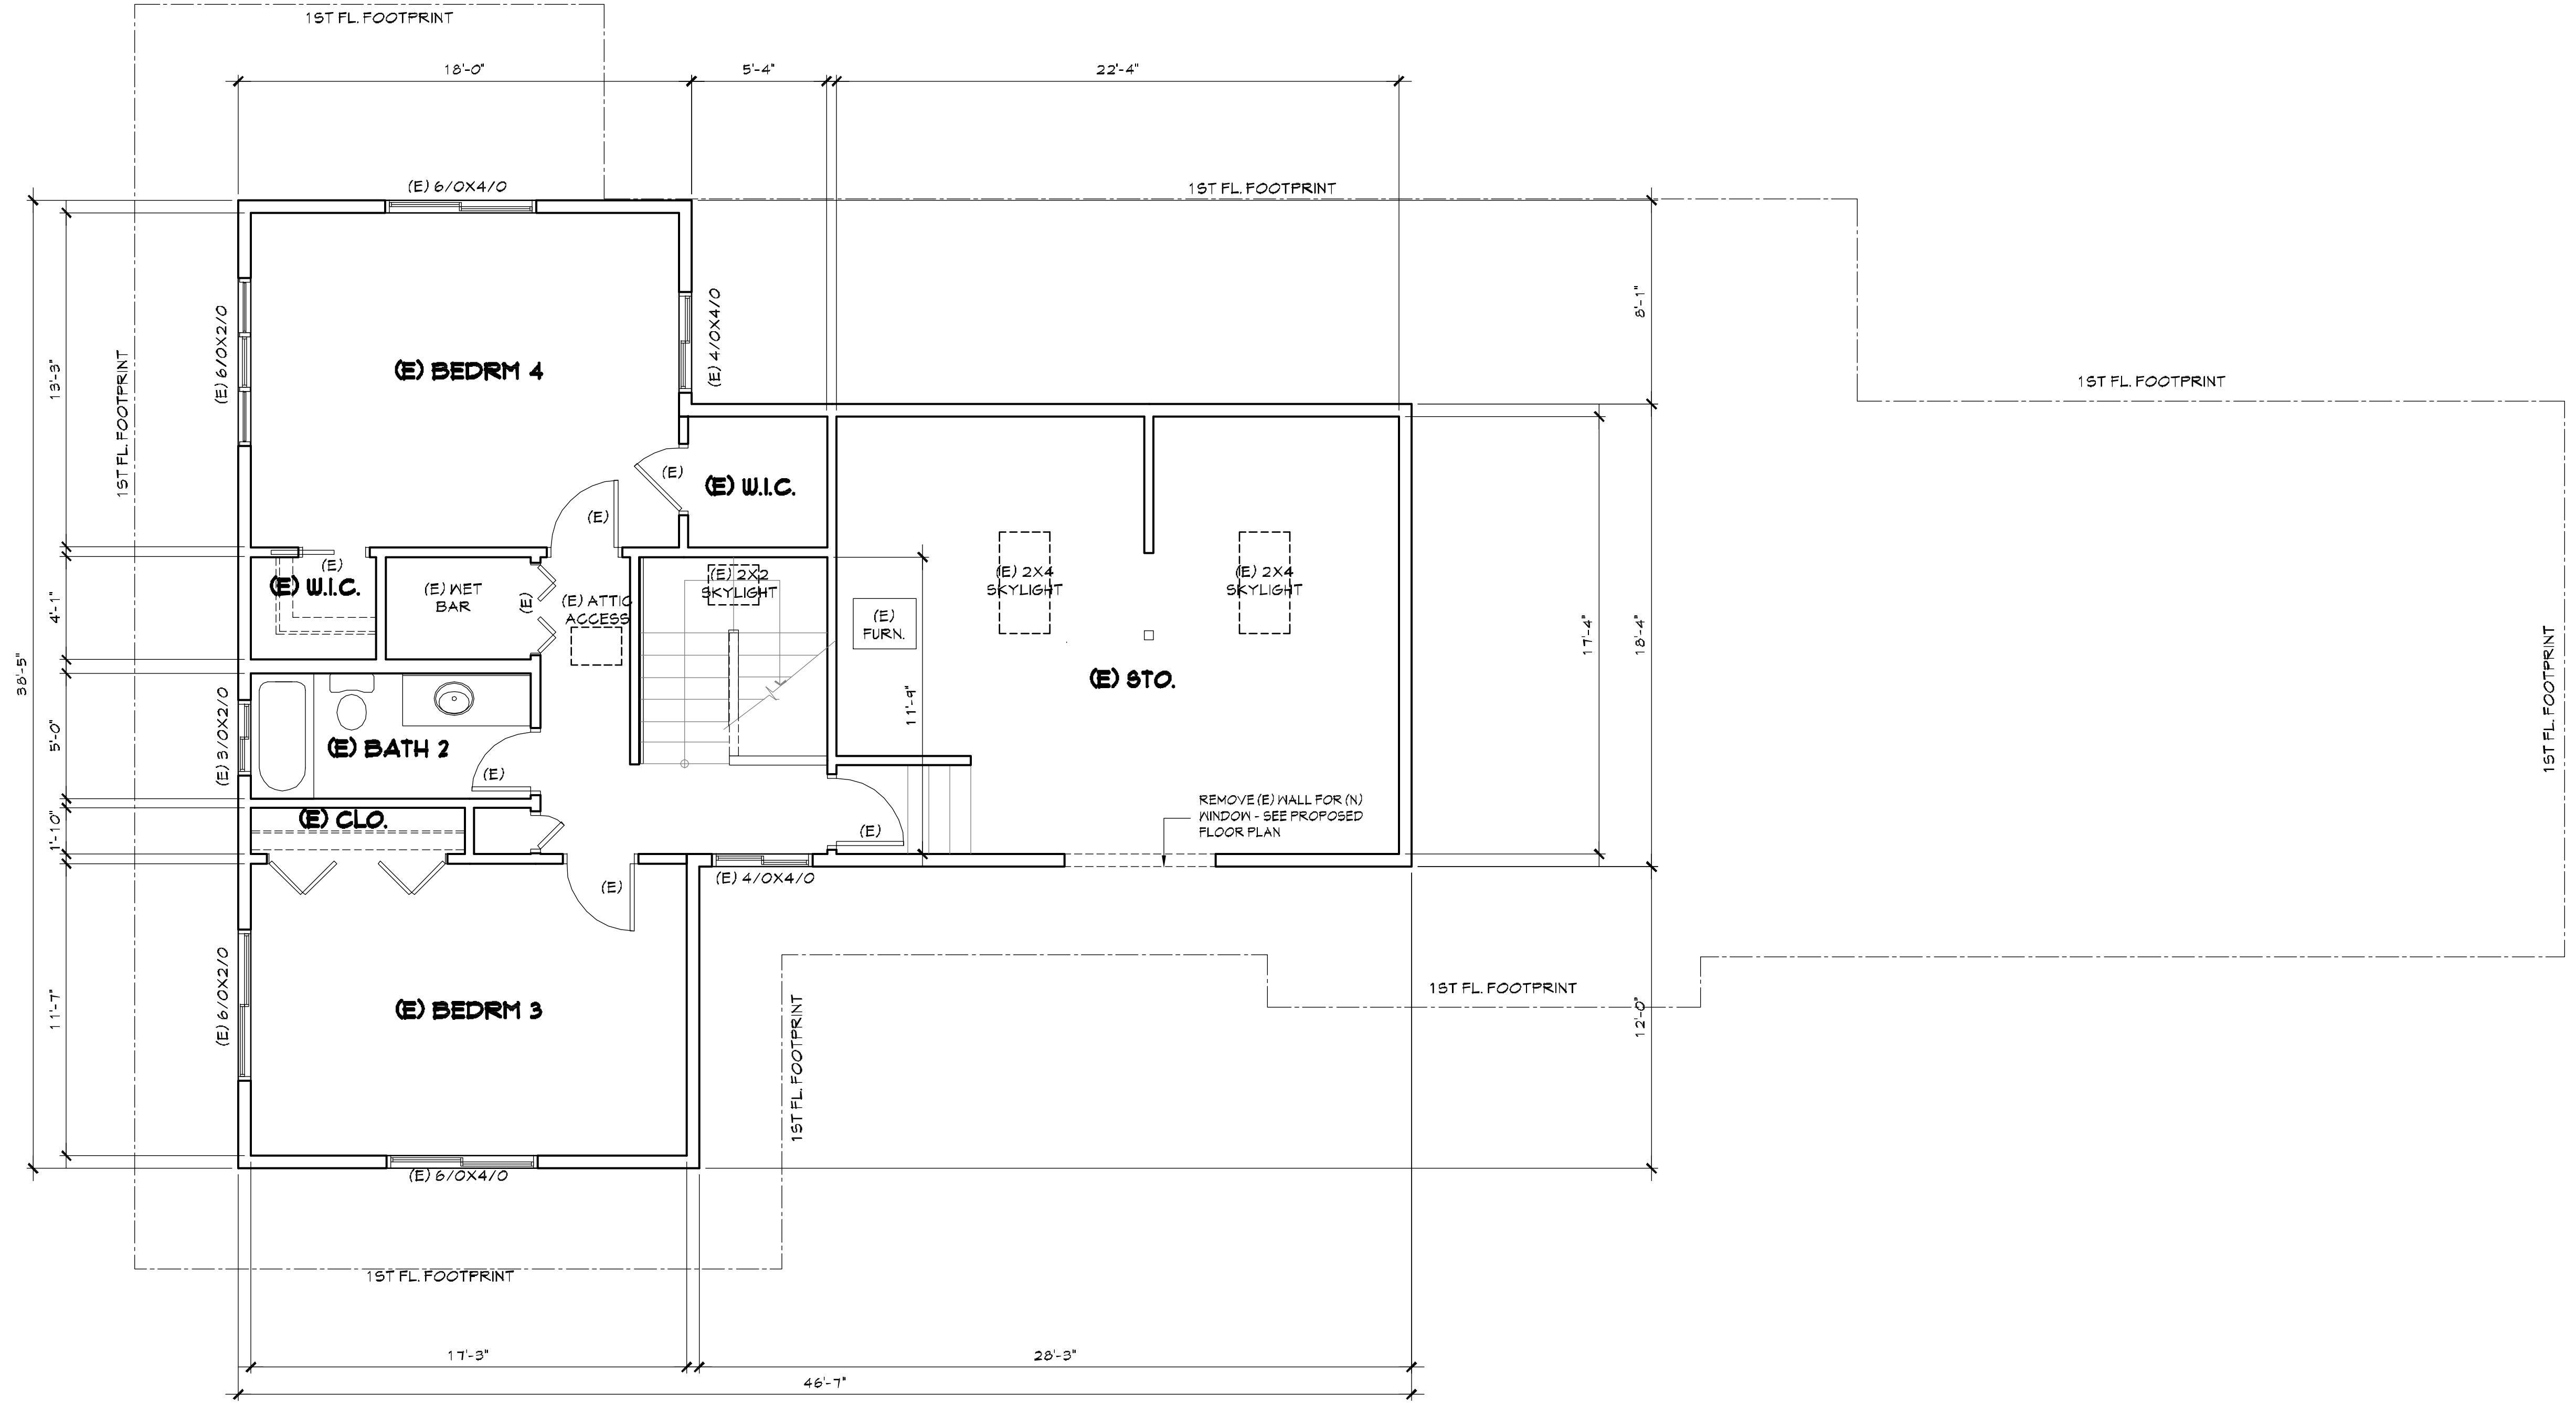 1ST FL. FOOTPRINT
18'-0"
5'-4"
22'-4"
(E) 6/0X4/0
1ST FL. FOOTPRINT
8'-1"
(E) 6/0X2/0
(E) 4/0X4/0
13'-3"
1ST FL. FOOTPRINT
(E) BEDRM 4
1ST FL. FOOTPRINT
(E)
(E) W.I.C.
(E)
(E)
(E) W.I.C.
(E) WET
BAR
(E)
(E) ATTIC
ACCESS
(E) 2X2
SKYLIGHT
(E)
FURN.
(E) 2X4
SKYLIGHT
(E) 2X4
SKYLIGHT
4'-1"
17'-4"
18'-4"
38'-5"
1ST FL. FOOTPRINT
(E) STO.
11'-9"
5'-0"
(E) 3/0X2/0
(E) BATH 2
(E)
1'-10"
(E) CLO.
(E)
REMOVE (E) WALL FOR (N)
WINDOW - SEE PROPOSED
FLOOR PLAN
(E)
(E) 4/0X4/0
11'-7"
(E) 6/0X2/0
(E) BEDRM 3
1ST FL. FOOTPRINT
1ST FL. FOOTPRINT
12'-0"
(E) 6/0X4/0
1ST FL. FOOTPRINT
17'-3"
28'-3"
46'-7"